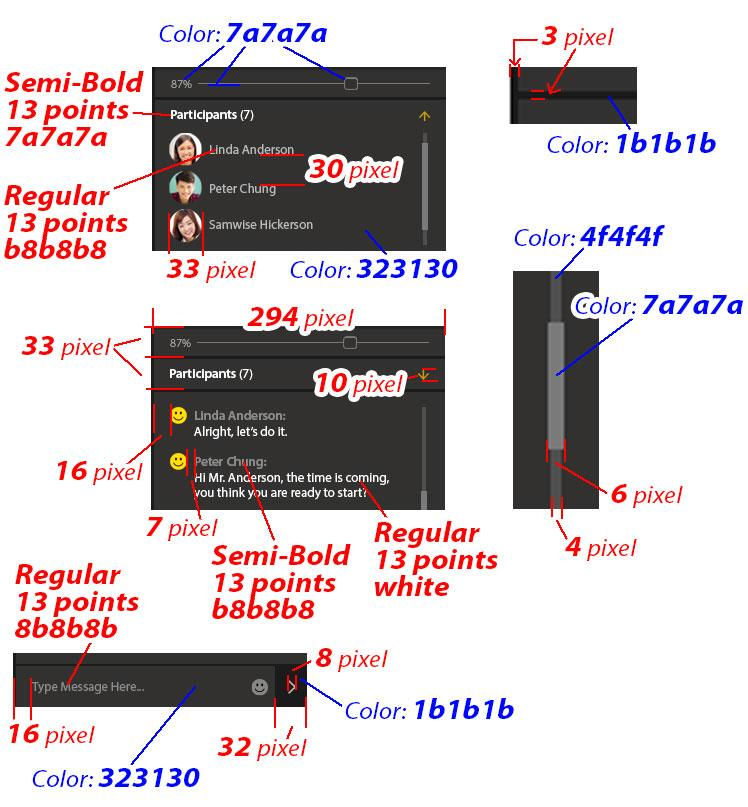 Color: 7a7a7a
3 pixel
Semi-Bold
13 points
7a7a7a
87%
Participants (7)
Color: 1b1b1b
Linda Anderson
30 pixel
Peter Chung
Regular
13 points
b8b8b8
Samwise Hickerson
33 pixel
Color: 323130
Color: 4f4f4f
Color: 7a7a7a
294 pixel
33 pixel
87%
Participants (7)
10 pixel
Linda Anderson:
Alright, let's do it.
16 pixel
Peter Chung:
Hi Mr. Anderson, the time is coming,
you think you are ready to start?
6 pixel
7 pixel
4 pixel
Semi-Bold
13 points
b8b8b8
Regular
13 points
white
Regular
13 points
8b8b8b
8 pixel
Type Message Here...
Color: 1b1b1b
16 pixel
32 pixel
Color: 323130